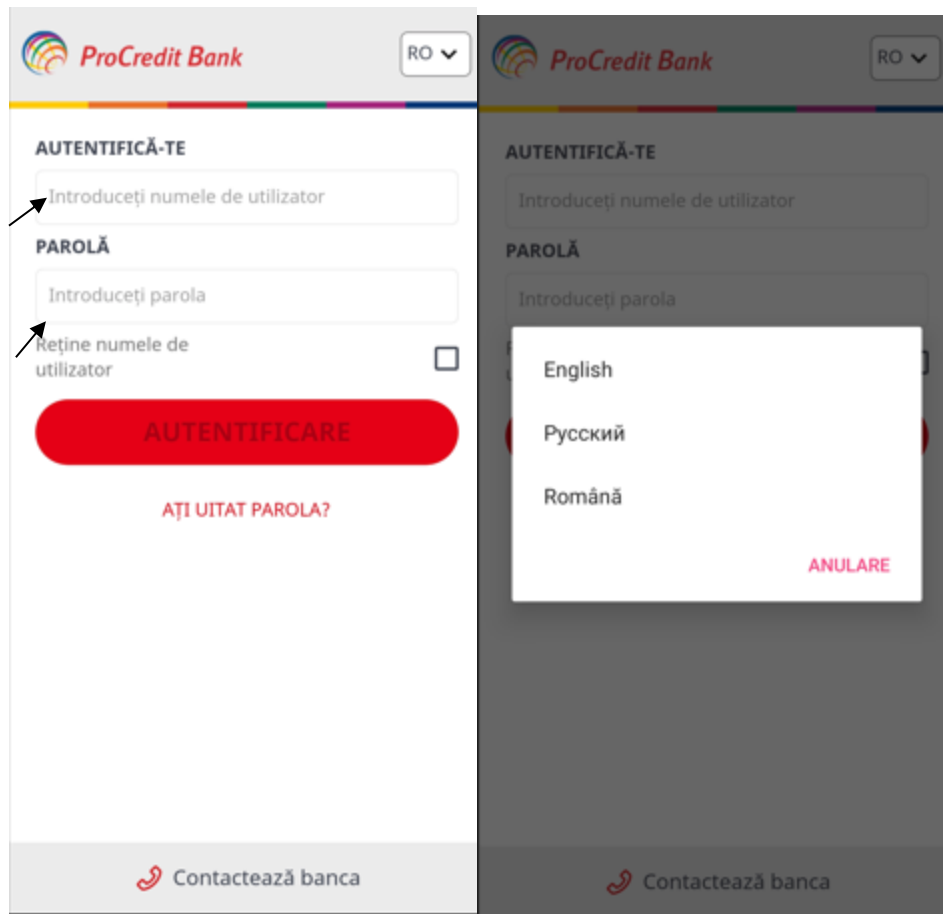 ProCredit Bank
RO
AUTENTIFICĂ-TE
Introduceți numele de utilizator
PAROLĂ
Introduceți parola
Reține numele de
utilizator
AUTENTIFICARE
AȚI UITAT PAROLA?
Contactează banca
ProCredit Bank
RO
AUTENTIFICĂ-TE
Introduceți numele de utilizator
PAROLĂ
Introduceți parola
English
Русский
Română
ANULARE
Contactează banca